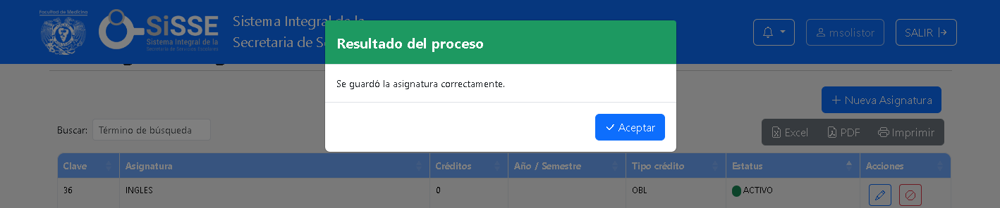 Facultad de Medicina
SiSSE
Sistema Integral de la
Secretaría de Servicios Escolares
Sistema Integral de la
Secretaria de S
msolistor
SALIR
Resultado del proceso
Se guardó la asignatura correctamente.
Aceptar
Nueva Asignatura
Buscar:
Término de búsqueda
Excel
PDF
Imprimir
Clave
Asignatura
Créditos
Año / Semestre
Tipo crédito
Estatus
Acciones
36
INGLES
0
OBL
ACTIVO